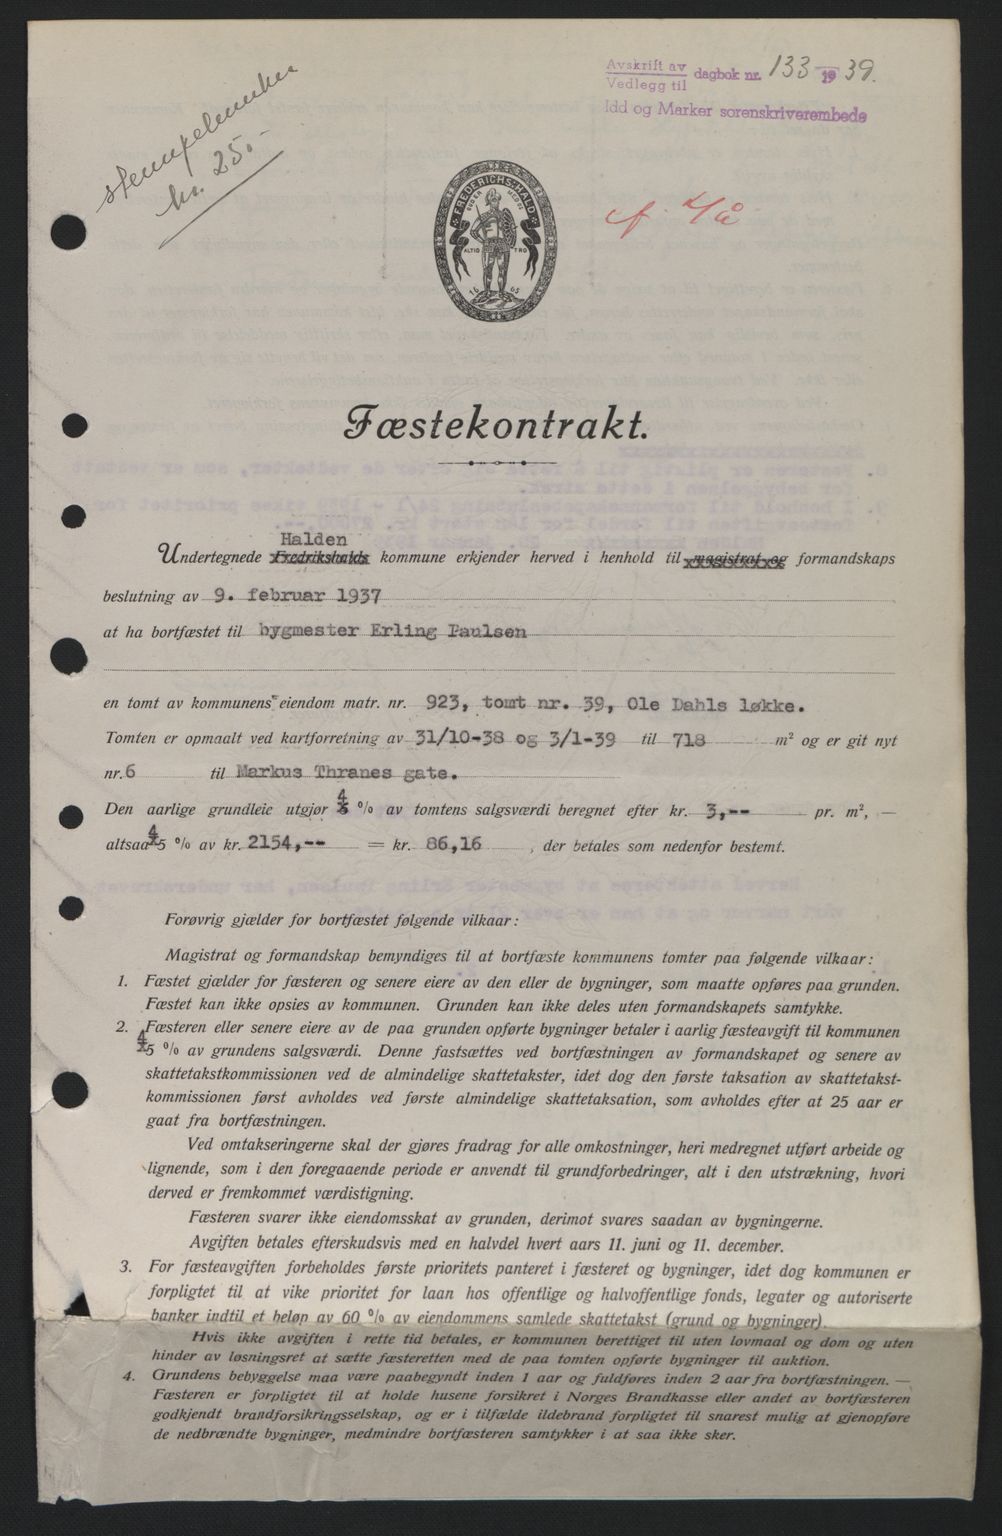 Avskrift av
Vedlegg til
dagbok nr. 133 19 39.
Idd og Marker sorenskriverembede
stempelmerker
kr. 25.-
FREDERICHSHALD
ALTID TRO
1665
Fæstekontrakt.
Halden
Undertegnede Fredrikshalds kommune erkjender herved i henhold til magistrat og formandskaps
beslutning av 9. februar 1937
at ha bortfæstet til bygmester Erling Paulsen
en tomt av kommunens eiendom matr. nr. 923, tomt nr. 39, Ole Dahls løkke.
Tomten er opmaalt ved kartforretning av 31/10-38 og 3/1-39 til 718 m² og er git nyt
nr. 6 til Markus Thranes gate.
4
Den aarlige grundleie utgjør 5 % av tomtens salgsværdi beregnet efter kr. 3,-- pr. m², —
4
altsaa 5 % av kr. 2154,-- = kr. 86,16 , der betales som nedenfor bestemt.
Forøvrig gjælder for bortfæstet følgende vilkaar:
Magistrat og formandskap bemyndiges til at bortfæste kommunens tomter paa følgende vilkaar:
1. Fæstet gjælder for fæsteren og senere eiere av den eller de bygninger, som maatte opføres paa grunden.
Fæstet kan ikke opsies av kommunen. Grunden kan ikke deles uten formandskapets samtykke.
2. Fæsteren eller senere eiere av de paa grunden opførte bygninger betaler i aarlig fæsteavgift til kommunen
4
5 % av grundens salgsværdi. Denne fastsættes ved bortfæstningen av formandskapet og senere av
skattetakstkommissionen ved de almindelige skattetakster, idet dog den første taksation av skattetakst-
kommissionen først avholdes ved første almindelige skattetaksation, som avholdes efter at 25 aar er
gaat fra bortfæstningen.
Ved omtakseringerne skal der gjøres fradrag for alle omkostninger, heri medregnet utført arbeide og
lignende, som i den foregaaende periode er anvendt til grundforbedringer, alt i den utstrækning, hvori
derved er fremkommet værdistigning.
Fæsteren svarer ikke eiendomsskat av grunden, derimot svares saadan av bygningerne.
Avgiften betales efterskudsvis med en halvdel hvert aars 11. juni og 11. december.
3. For fæsteavgiften forbeholdes første prioritets panteret i fæsteret og bygninger, idet dog kommunen er
forpligtet til at vike prioritet for laan hos offentlige og halvoffentlige fonds, legater og autoriserte
banker indtil et beløp av 60 % av eiendommens samlede skattetakst (grund og bygninger).
Hvis ikke avgiften i rette tid betales, er kommunen berettiget til uten lovmaal og dom og uten
hinder av løsningsret at sætte fæsteretten med de paa tomten opførte bygninger til auktion.
4. Grundens bebyggelse maa være paabegyndt inden 1 aar og fuldføres inden 2 aar fra bortfæstningen. —
Fæsteren er forpligtet til at holde husene forsikret i Norges Brandkasse eller andet av bortfæsteren
godkjendt brandforsikringsselskap, og er i tilfælde ildebrand forpligtet til snarest mulig at gjenopføre
de nedbrændte bygninger, medmindre bortfæsteren samtykker i at saa ikke sker.